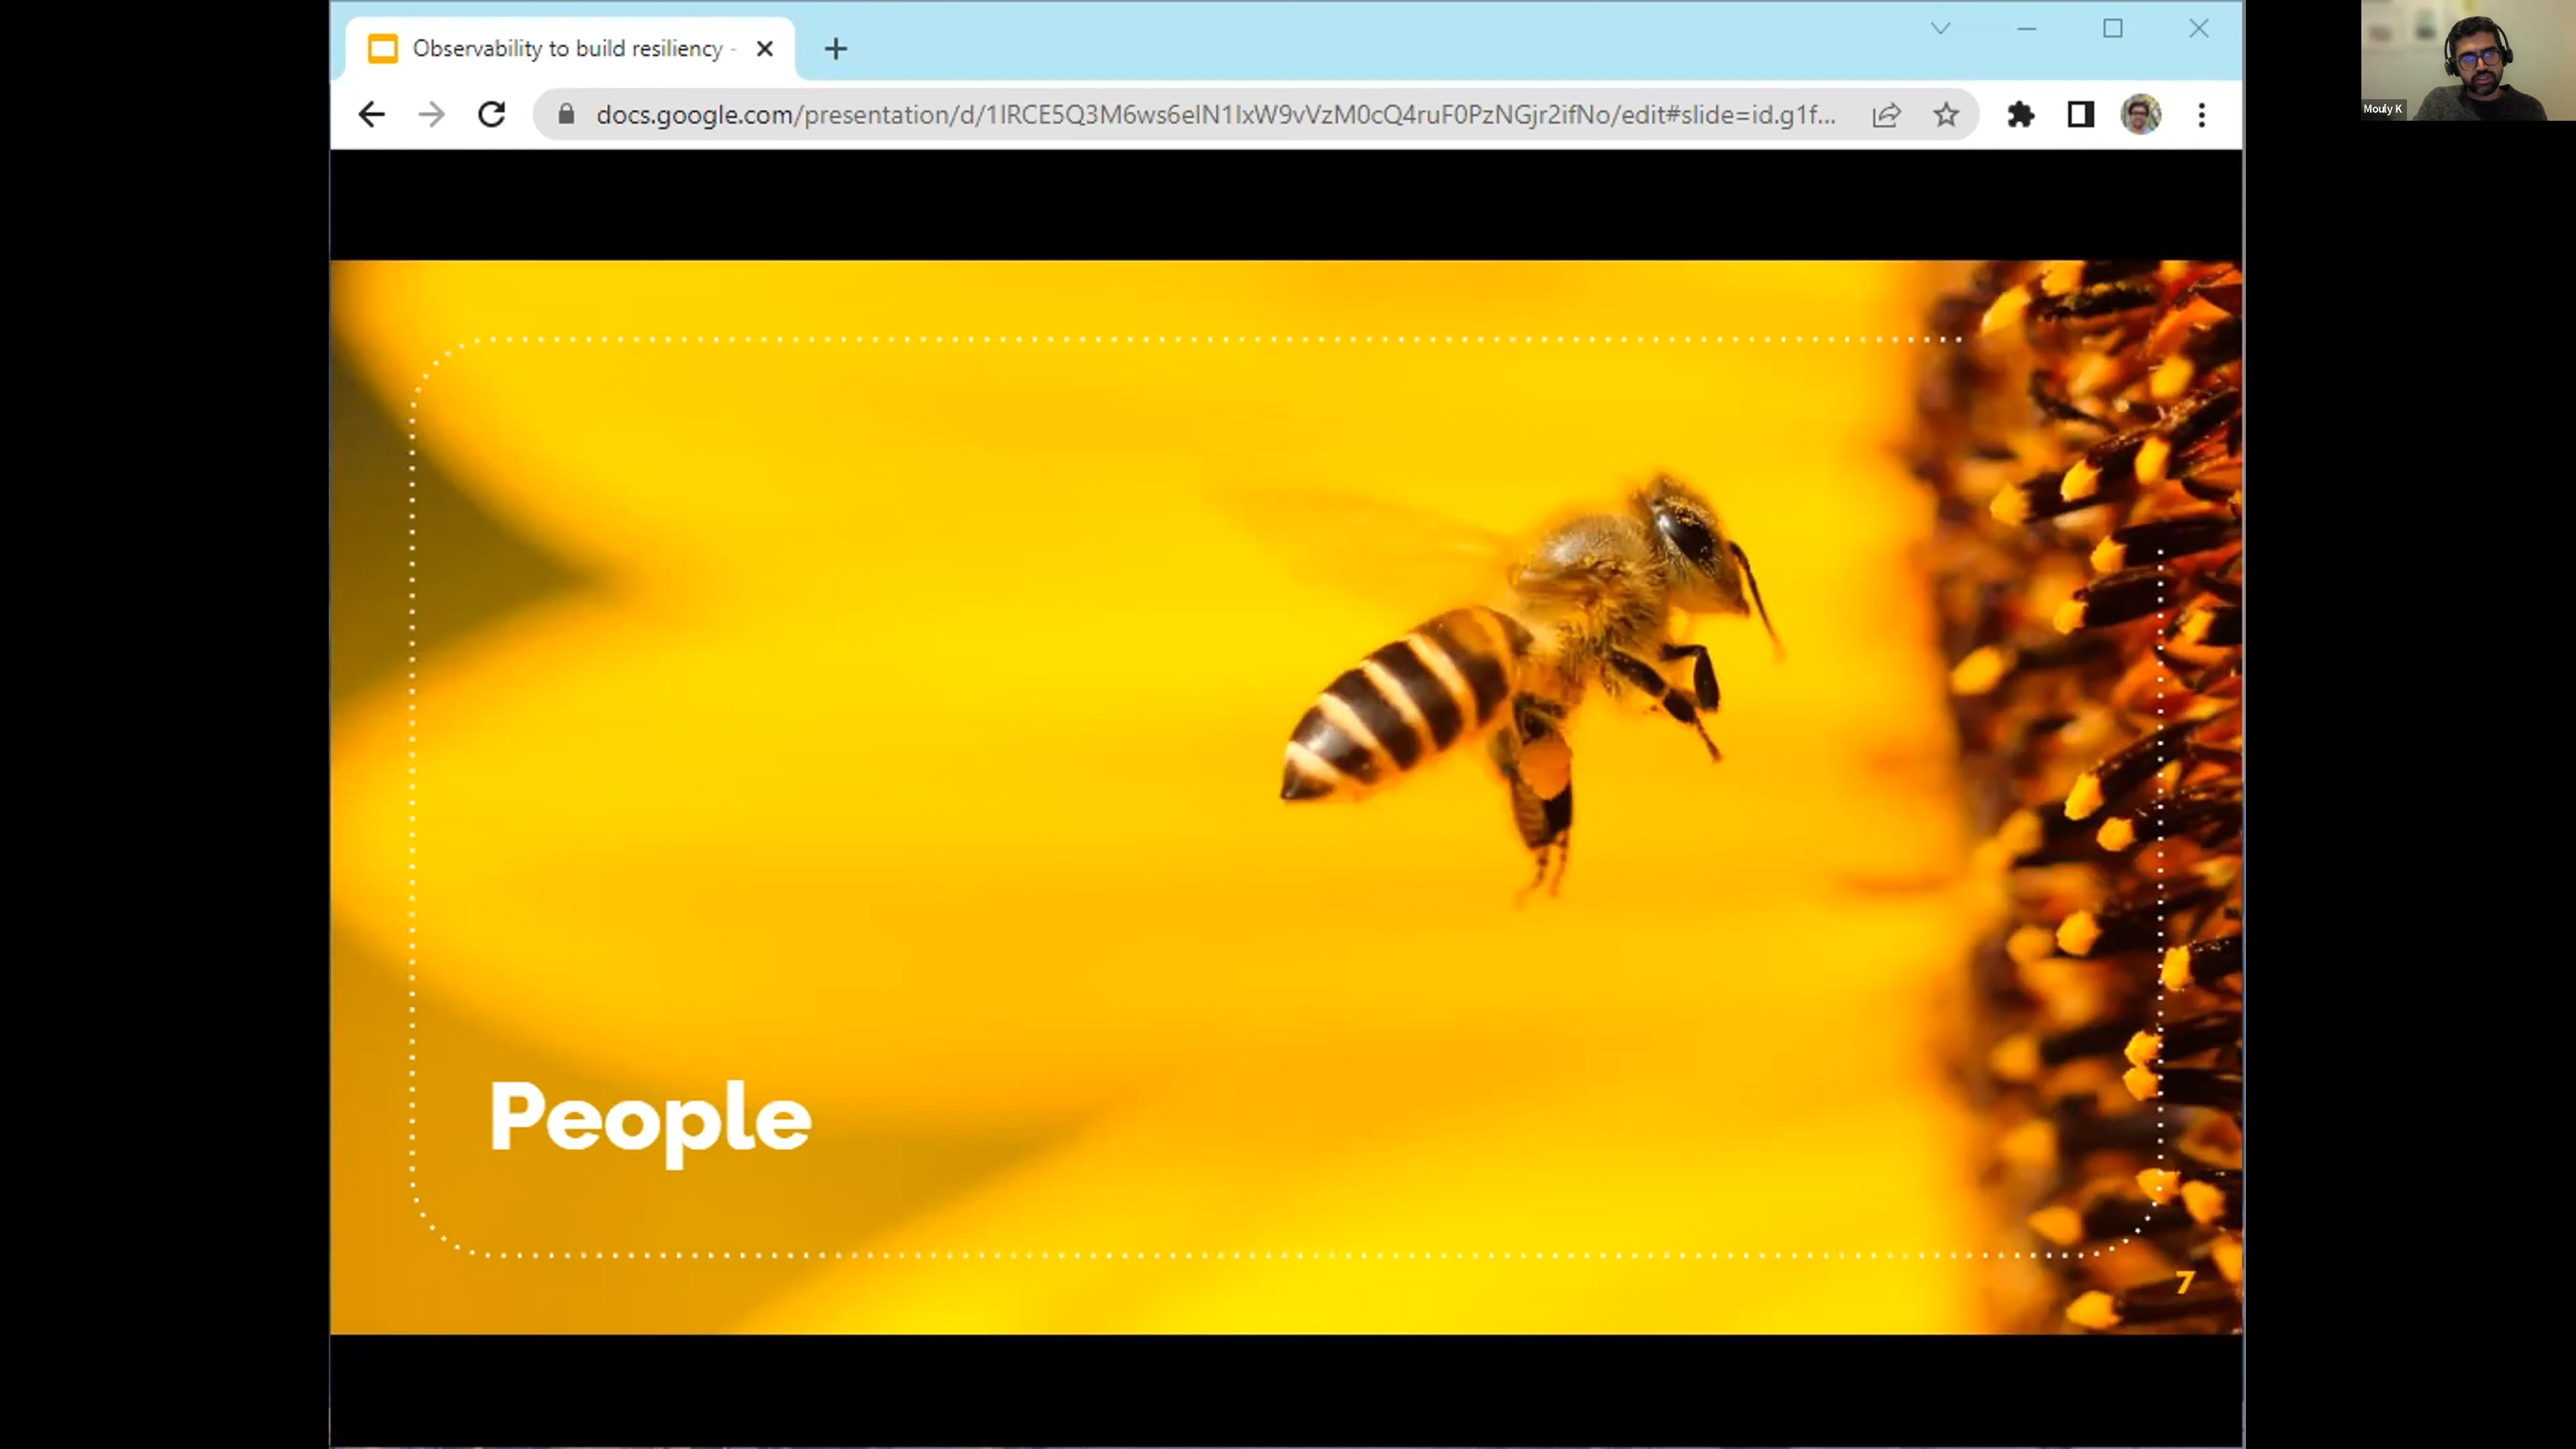 Observability to build resiliency -
docs.google.com/presentation/d/1IRCE5Q3M6ws6eIN1IxW9vVzM0cQ4ruF0PzNGjr2ifNo/edit#slide=id.g1f...
Mouly K
People
7